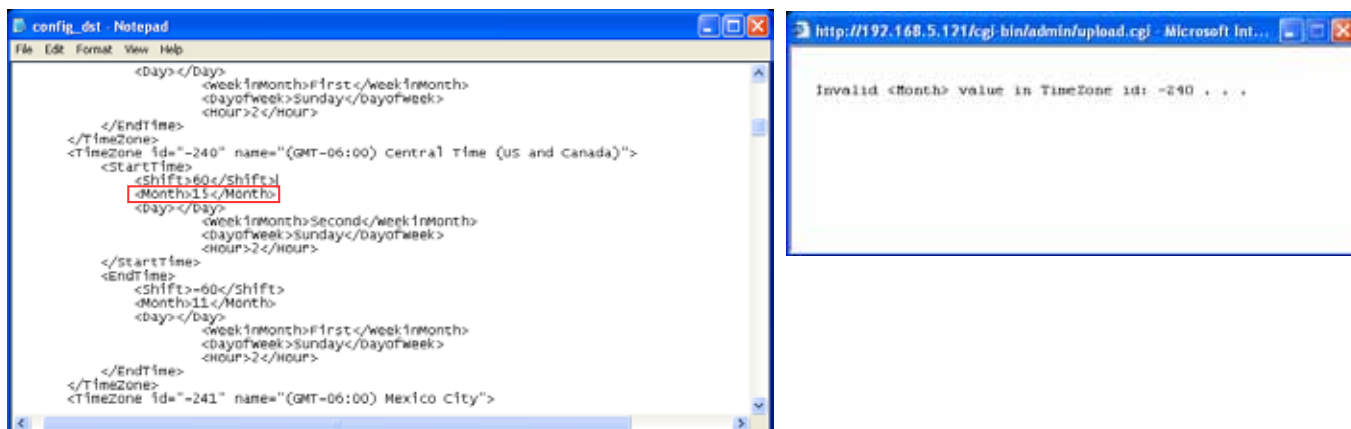 config_dst - Notepad
File Edit Format View Help
<Day></Day>
<WeekinMonth>First</WeekinMonth>
<DayofWeek>Sunday</DayofWeek>
<Hour>2</Hour>
</EndTime>
</TimeZone>
<TimeZone id="-240" name="(GMT-06:00) Central Time (US and Canada)">
<StartTime>
<Shift>60</Shift>
<Month>15</Month>
<Day></Day>
<WeekinMonth>Second</WeekinMonth>
<DayofWeek>Sunday</DayofWeek>
<Hour>2</Hour>
</StartTime>
<EndTime>
<Shift>-60</Shift>
<Month>11</Month>
<Day></Day>
<WeekinMonth>First</WeekinMonth>
<DayofWeek>Sunday</DayofWeek>
<Hour>2</Hour>
</EndTime>
</TimeZone>
<TimeZone id="-241" name="(GMT-06:00) Mexico City">
http://192.168.5.121/cgi-bin/admin/upload.cgi - Microsoft Int...
Invalid <Month> value in TimeZone id: -240 . . .